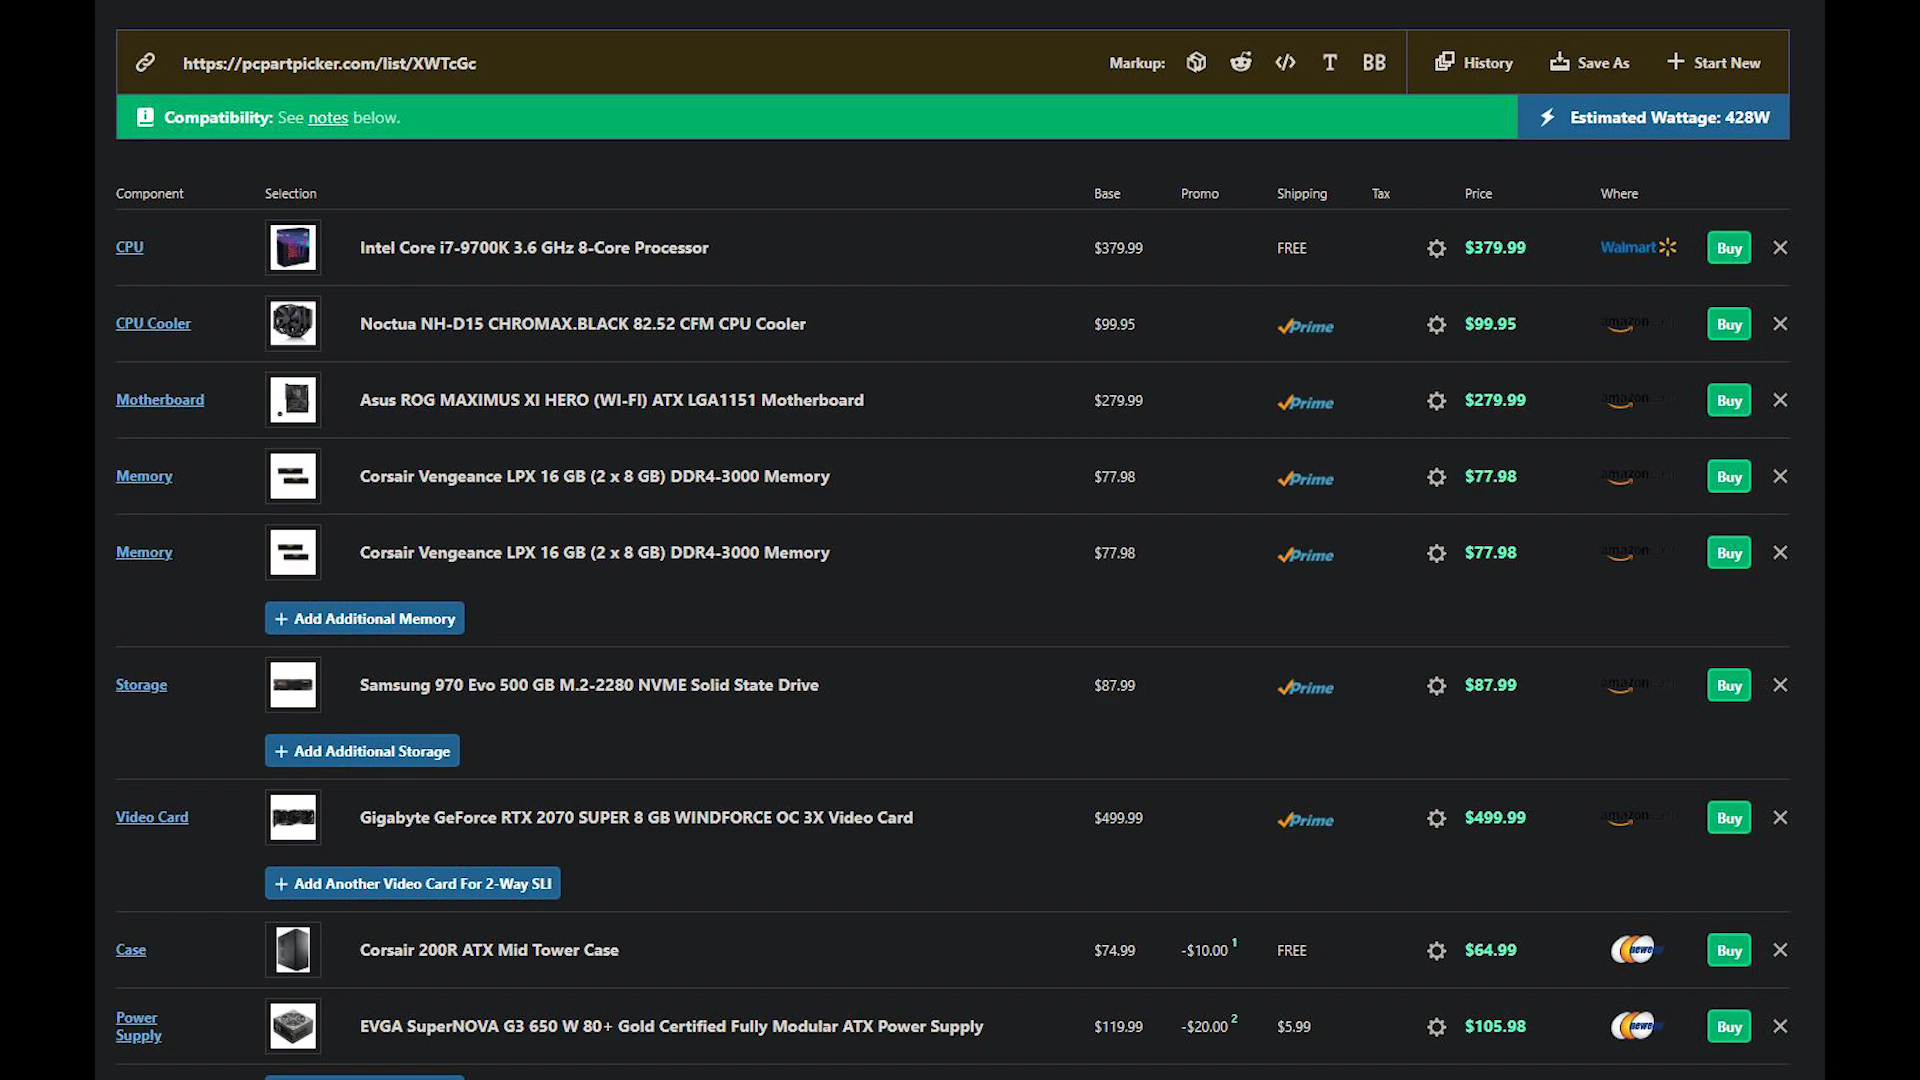 https://pcpartpicker.com/list/XWTcGc Markup: </> T BB History Save As + Start New
Compatibility: See notes below. Estimated Wattage: 428W
Component Selection Base Promo Shipping Tax Price Where
CPU Intel Core i7-9700K 3.6 GHz 8-Core Processor $379.99 FREE $379.99 Walmart Buy
CPU Cooler Noctua NH-D15 CHROMAX.BLACK 82.52 CFM CPU Cooler $99.95 Prime $99.95 amazon Buy
Motherboard Asus ROG MAXIMUS XI HERO (WI-FI) ATX LGA1151 Motherboard $279.99 Prime $279.99 amazon Buy
Memory Corsair Vengeance LPX 16 GB (2 x 8 GB) DDR4-3000 Memory $77.98 Prime $77.98 amazon Buy
Memory Corsair Vengeance LPX 16 GB (2 x 8 GB) DDR4-3000 Memory $77.98 Prime $77.98 amazon Buy
+ Add Additional Memory
Storage Samsung 970 Evo 500 GB M.2-2280 NVME Solid State Drive $87.99 Prime $87.99 amazon Buy
+ Add Additional Storage
Video Card Gigabyte GeForce RTX 2070 SUPER 8 GB WINDFORCE OC 3X Video Card $499.99 Prime $499.99 amazon Buy
+ Add Another Video Card For 2-Way SLI
Case Corsair 200R ATX Mid Tower Case $74.99 -$10.00 1 FREE $64.99 Buy
Power
Supply EVGA SuperNOVA G3 650 W 80+ Gold Certified Fully Modular ATX Power Supply $119.99 -$20.00 2 $5.99 $105.98 Buy